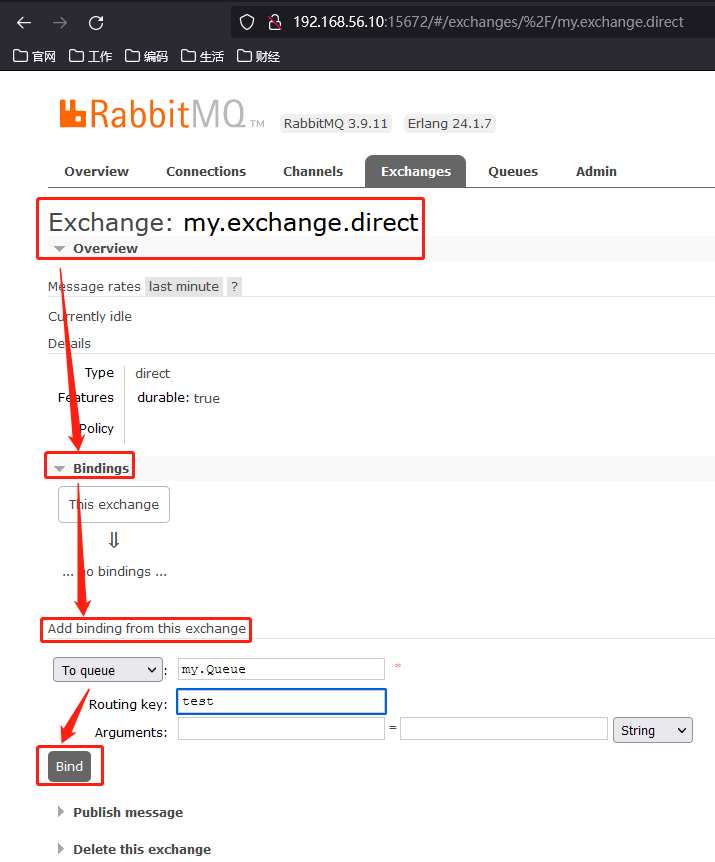 192.168.56.10:15672/#/exchanges/%2F/my.exchange.direct
官网 工作 编码 生活 财经
RabbitMQ TM RabbitMQ 3.9.11 Erlang 24.1.7
Overview Connections Channels Exchanges Queues Admin
Exchange: my.exchange.direct
Overview
Message rates last minute ?
Currently idle
Details
Type direct
Features durable: true
Policy
Bindings
This exchange
⇓
... no bindings ...
Add binding from this exchange
To queue : my.Queue *
Routing key: test
Arguments: = String
Bind
Publish message
Delete this exchange